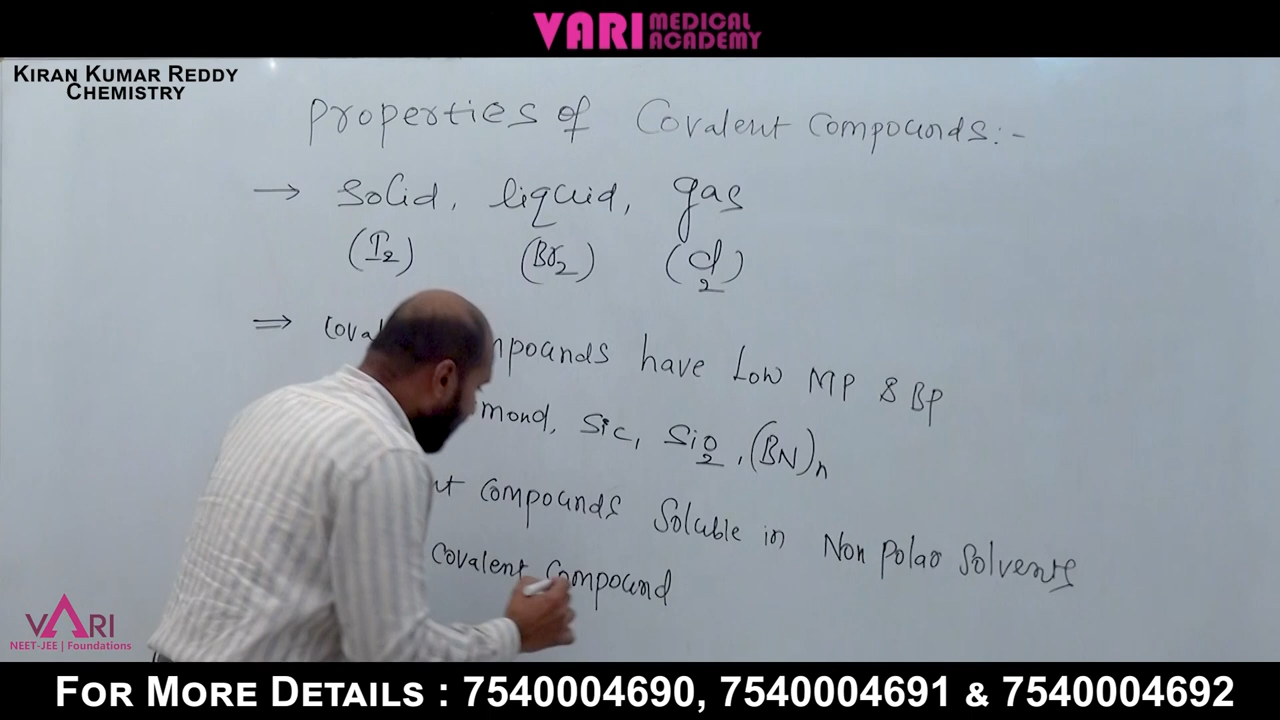 VARI MEDICAL ACADEMY
KIRAN KUMAR REDDY
CHEMISTRY
Properties of Covalent Compounds:-
→ Solid, liquid, gas
(I2) (Br2) (Cl2)
⇒ Coval mpounds have Low MP & BP
mond, SiC, SiO2, (BN)n
nt Compounds Soluble in Non Polar Solvents
Covalent Compound
VARI
NEET-JEE | Foundations
FOR MORE DETAILS : 7540004690, 7540004691 & 7540004692